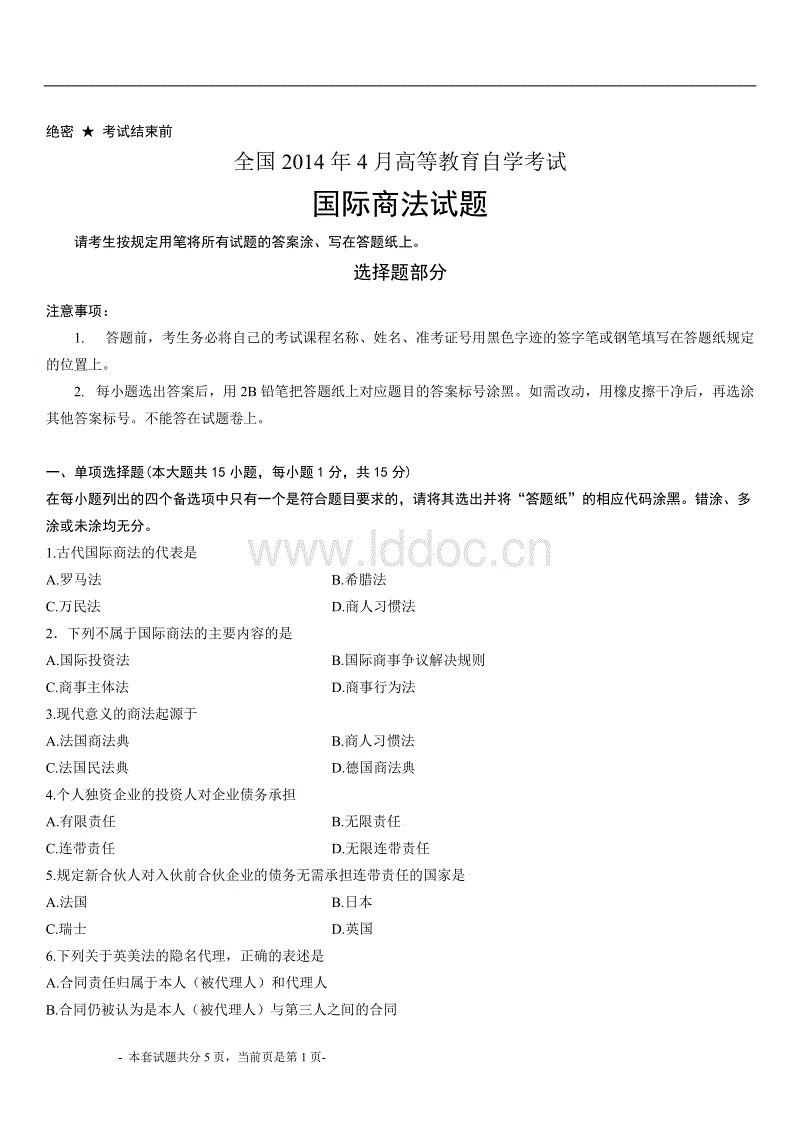 绝密 ★ 考试结束前
全国 2014 年 4 月高等教育自学考试
国际商法试题
请考生按规定用笔将所有试题的答案涂、写在答题纸上。
选择题部分
注意事项：
1. 答题前，考生务必将自己的考试课程名称、姓名、准考证号用黑色字迹的签字笔或钢笔填写在答题纸规定
的位置上。
2. 每小题选出答案后，用 2B 铅笔把答题纸上对应题目的答案标号涂黑。如需改动，用橡皮擦干净后，再选涂
其他答案标号。不能答在试题卷上。
一、单项选择题(本大题共 15 小题，每小题 1 分，共 15 分)
在每小题列出的四个备选项中只有一个是符合题目要求的，请将其选出并将“答题纸”的相应代码涂黑。错涂、多
涂或未涂均无分。
www.lddoc.cn
1.古代国际商法的代表是
A.罗马法 B.希腊法
C.万民法 D.商人习惯法
2．下列不属于国际商法的主要内容的是
A.国际投资法 B.国际商事争议解决规则
C.商事主体法 D.商事行为法
3.现代意义的商法起源于
A.法国商法典 B.商人习惯法
C.法国民法典 D.德国商法典
4.个人独资企业的投资人对企业债务承担
A.有限责任 B.无限责任
C.连带责任 D.无限连带责任
5.规定新合伙人对入伙前合伙企业的债务无需承担连带责任的国家是
A.法国 B.日本
C.瑞士 D.英国
6.下列关于英美法的隐名代理，正确的表述是
A.合同责任归属于本人（被代理人）和代理人
B.合同仍被认为是本人（被代理人）与第三人之间的合同
- 本套试题共分 5 页，当前页是第 1 页-